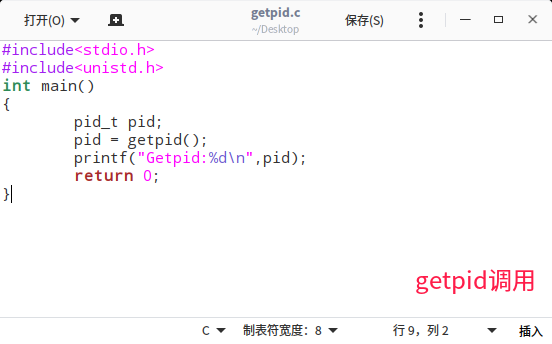 打开(O)
getpid.c
~/Desktop
保存(S)
#include<stdio.h>
#include<unistd.h>
int main()
{
        pid_t pid;
        pid = getpid();
        printf("Getpid:%d\n",pid);
        return 0;
}
getpid调用
C 制表符宽度：8 行 9，列 2 插入